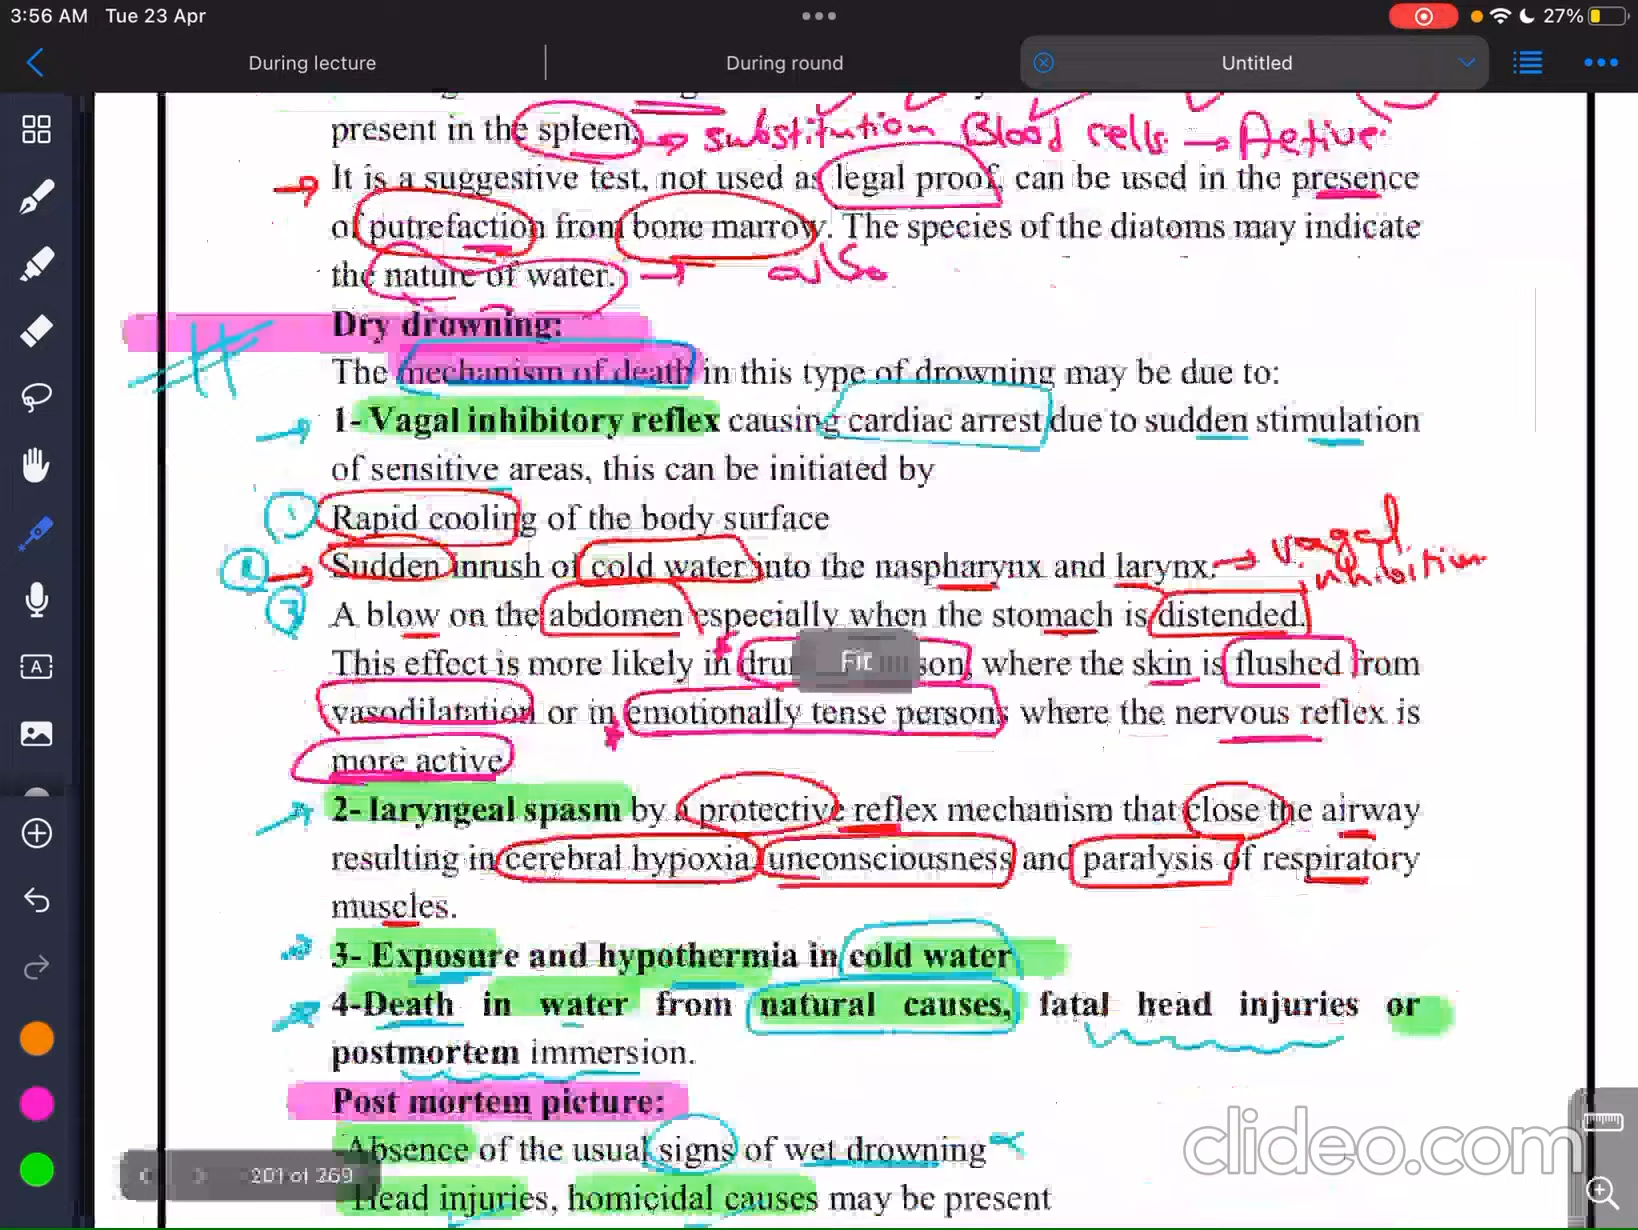 3:56 AM Tue 23 Apr
27%
During lecture
During round
Untitled
present in the spleen. → substitution Blood cells → Active
It is a suggestive test, not used as legal proof, can be used in the presence
of putrefaction from bone marrow. The species of the diatoms may indicate
the nature of water. → also
Dry drowning:
The mechanism of death in this type of drowning may be due to:
1- Vagal inhibitory reflex causing cardiac arrest due to sudden stimulation
of sensitive areas, this can be initiated by
1 Rapid cooling of the body surface
2 Sudden inrush of cold water into the naspharynx and larynx. → vagal inhibition
3 A blow on the abdomen especially when the stomach is distended.
This effect is more likely in where the skin is flushed from
Fit
vasodilatation or in emotionally tense person, where the nervous reflex is
more active
2- laryngeal spasm by a protective reflex mechanism that close the airway
resulting in cerebral hypoxia, unconsciousness and paralysis of respiratory
muscles.
3- Exposure and hypothermia in cold water
4-Death in water from natural causes, fatal head injuries or
postmortem immersion.
Post mortem picture:
Absence of the usual signs of wet drowning
201 of 269
Head injuries, homicidal causes may be present
clideo.com